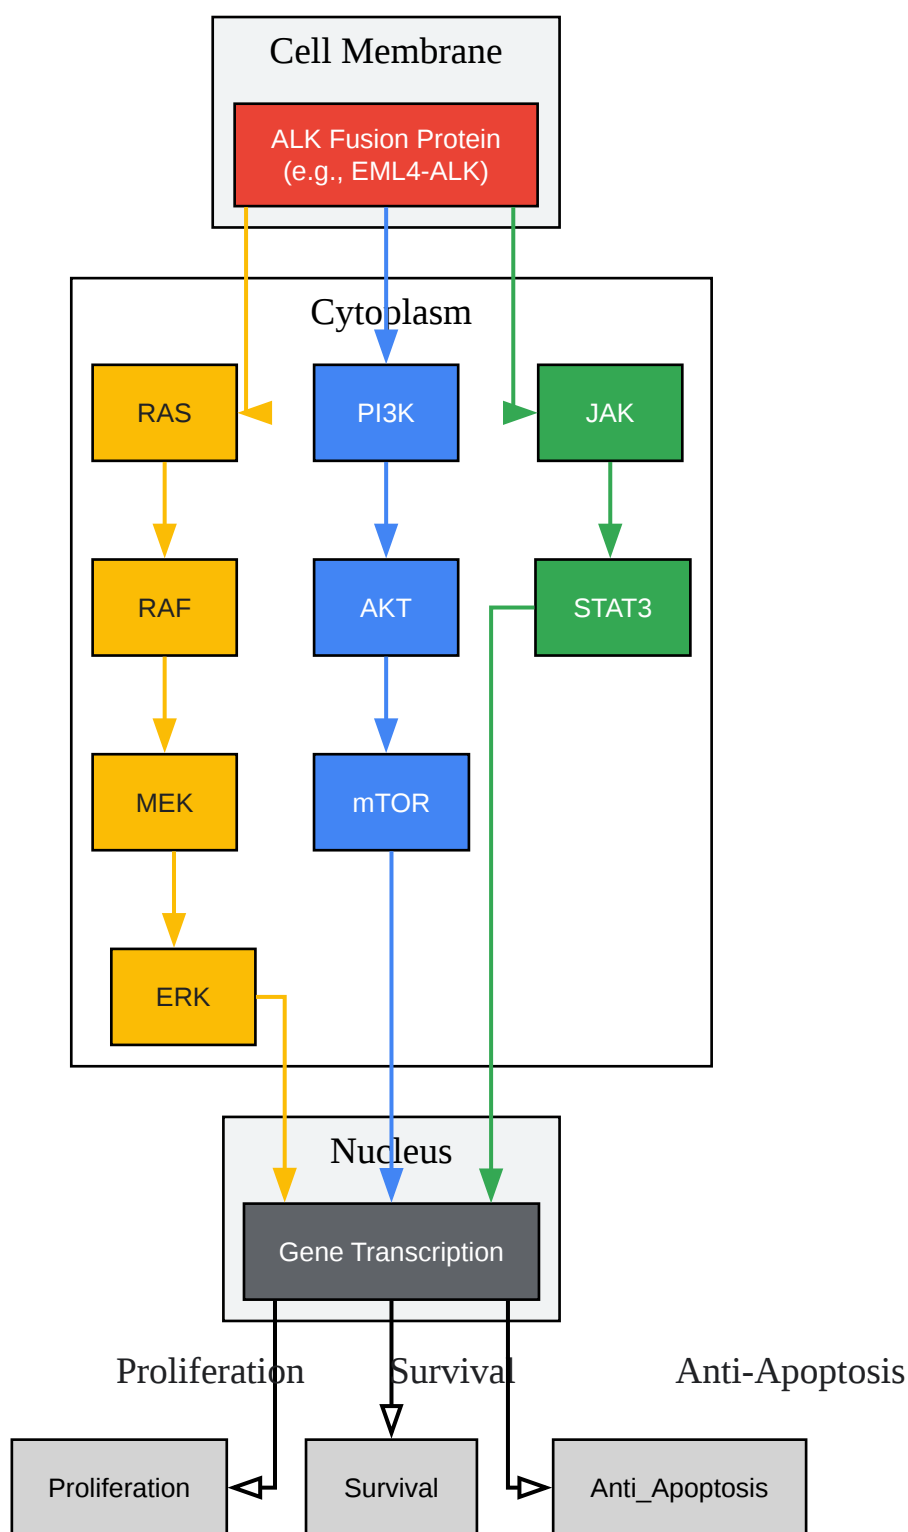 Cell Membrane
ALK Fusion Protein
(e.g., EML4-ALK)
Cytoplasm
RAS
PI3K
JAK
RAF
AKT
STAT3
MEK
mTOR
ERK
Nucleus
Gene Transcription
Proliferation
Survival
Anti-Apoptosis
Proliferation
Survival
Anti_Apoptosis